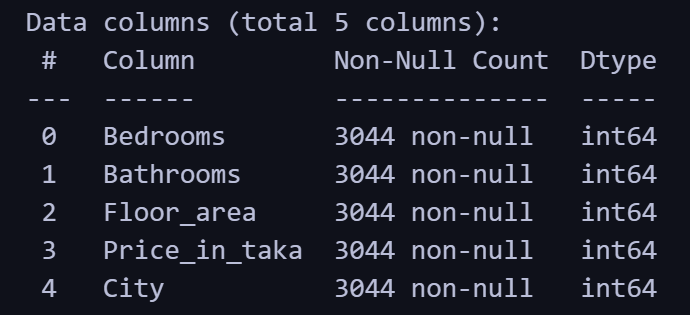 Data columns (total 5 columns):
 #   Column         Non-Null Count  Dtype
---  ------         --------------  -----
 0   Bedrooms       3044 non-null   int64
 1   Bathrooms      3044 non-null   int64
 2   Floor_area     3044 non-null   int64
 3   Price_in_taka  3044 non-null   int64
 4   City           3044 non-null   int64